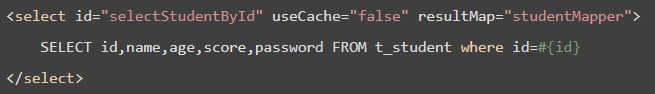 <select id="selectStudentById" useCache="false" resultMap="studentMapper">
SELECT id,name,age,score,password FROM t_student where id=#{id}
</select>